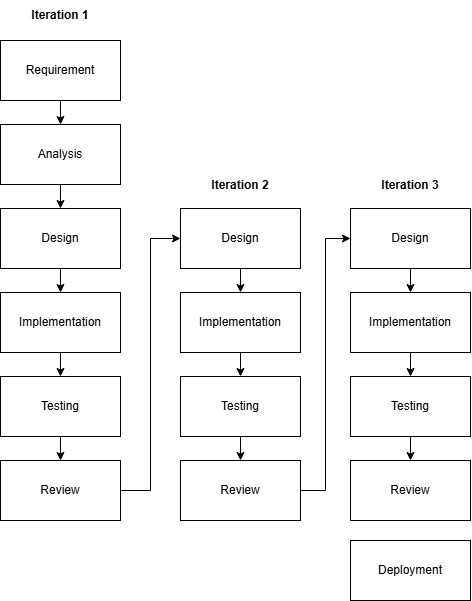 Iteration 1
Requirement
Analysis
Design
Implementation
Testing
Review
Iteration 2
Design
Implementation
Testing
Review
Iteration 3
Design
Implementation
Testing
Review
Deployment